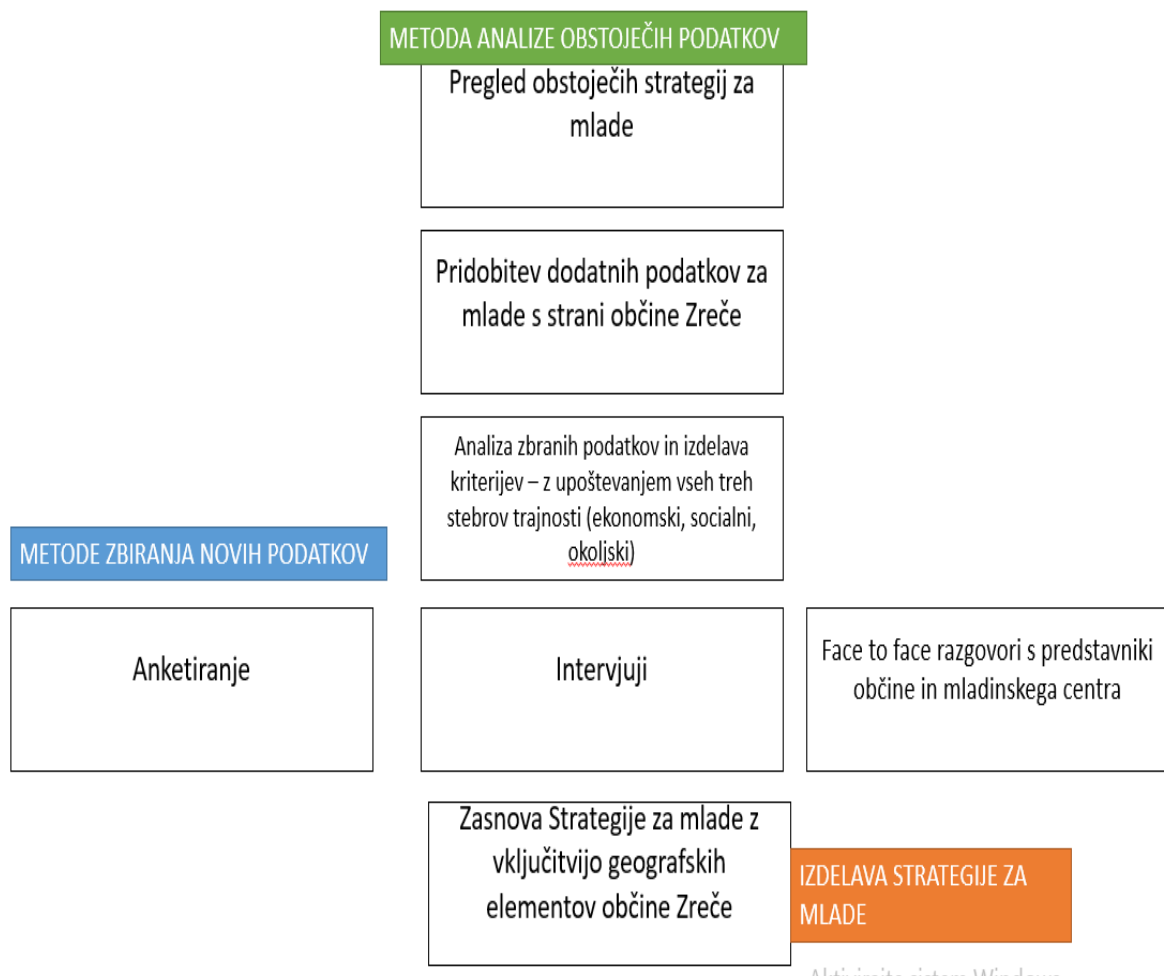 METODA ANALIZE OBSTOJEČIH PODATKOV
Pregled obstoječih strategij za
mlade
Pridobitev dodatnih podatkov za
mlade s strani občine Zreče
Analiza zbranih podatkov in izdelava
kriterijev – z upoštevanjem vseh treh
stebrov trajnosti (ekonomski, socialni,
okoljski)
METODE ZBIRANJA NOVIH PODATKOV
Anketiranje
Intervjuji
Face to face razgovori s predstavniki
občine in mladinskega centra
Zasnova Strategije za mlade z
vključitvijo geografskih
elementov občine Zreče
IZDELAVA STRATEGIJE ZA
MLADE
Aktivirajte sistem Windows